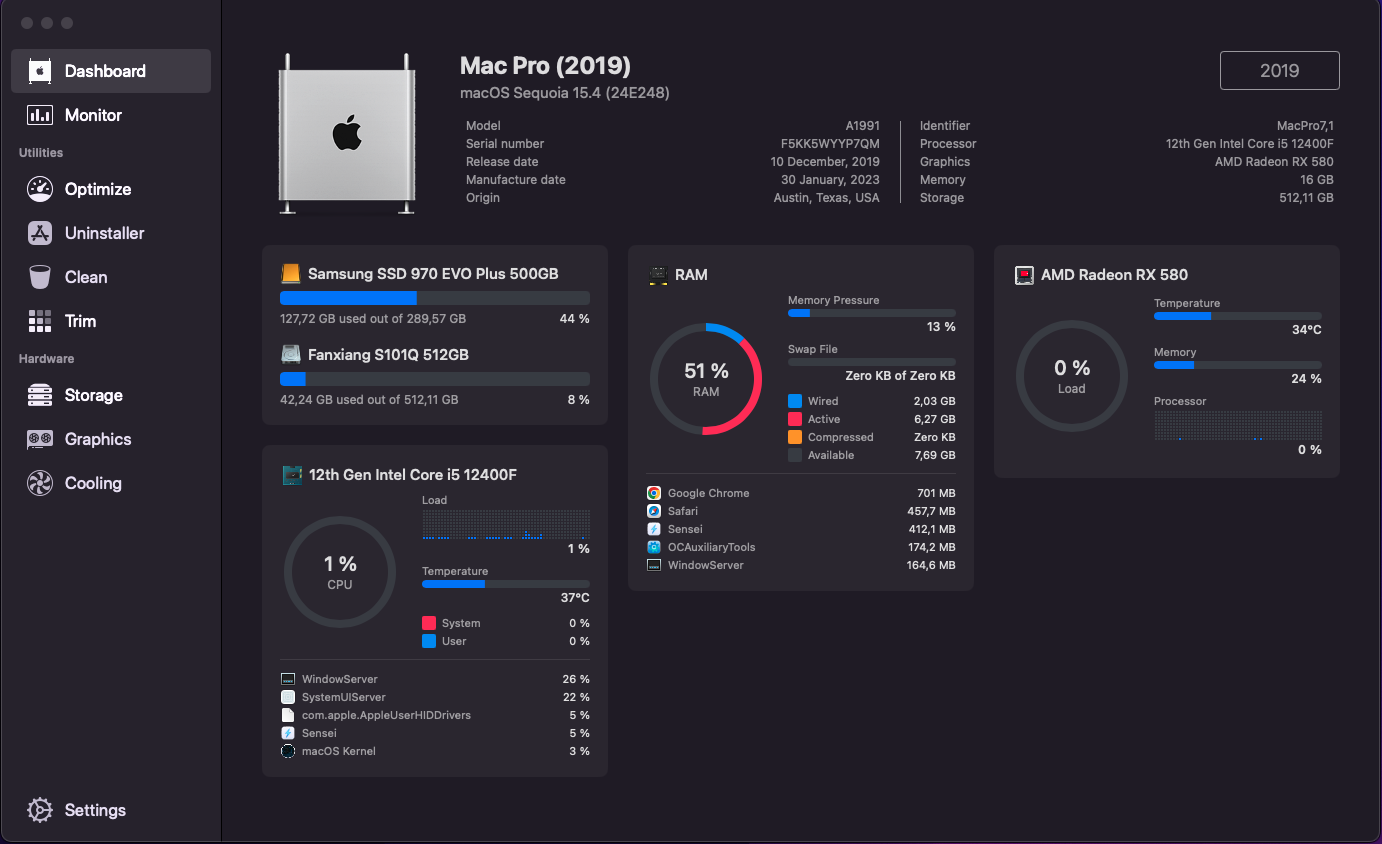 Dashboard
Monitor
Utilities
Optimize
Uninstaller
Clean
Trim
Hardware
Storage
Graphics
Cooling
Settings
Mac Pro (2019)
macOS Sequoia 15.4 (24E248)
2019
Model A1991
Serial number F5KK5WYYP7QM
Release date 10 December, 2019
Manufacture date 30 January, 2023
Origin Austin, Texas, USA
Identifier MacPro7,1
Processor 12th Gen Intel Core i5 12400F
Graphics AMD Radeon RX 580
Memory 16 GB
Storage 512,11 GB
Samsung SSD 970 EVO Plus 500GB
127,72 GB used out of 289,57 GB 44 %
Fanxiang S101Q 512GB
42,24 GB used out of 512,11 GB 8 %
12th Gen Intel Core i5 12400F
1 %
CPU
Load
1 %
Temperature
37°C
System 0 %
User 0 %
WindowServer 26 %
SystemUIServer 22 %
com.apple.AppleUserHIDDrivers 5 %
Sensei 5 %
macOS Kernel 3 %
RAM
51 %
RAM
Memory Pressure
13 %
Swap File
Zero KB of Zero KB
Wired 2,03 GB
Active 6,27 GB
Compressed Zero KB
Available 7,69 GB
Google Chrome 701 MB
Safari 457,7 MB
Sensei 412,1 MB
OCAuxiliaryTools 174,2 MB
WindowServer 164,6 MB
AMD Radeon RX 580
0 %
Load
Temperature
34°C
Memory
24 %
Processor
0 %